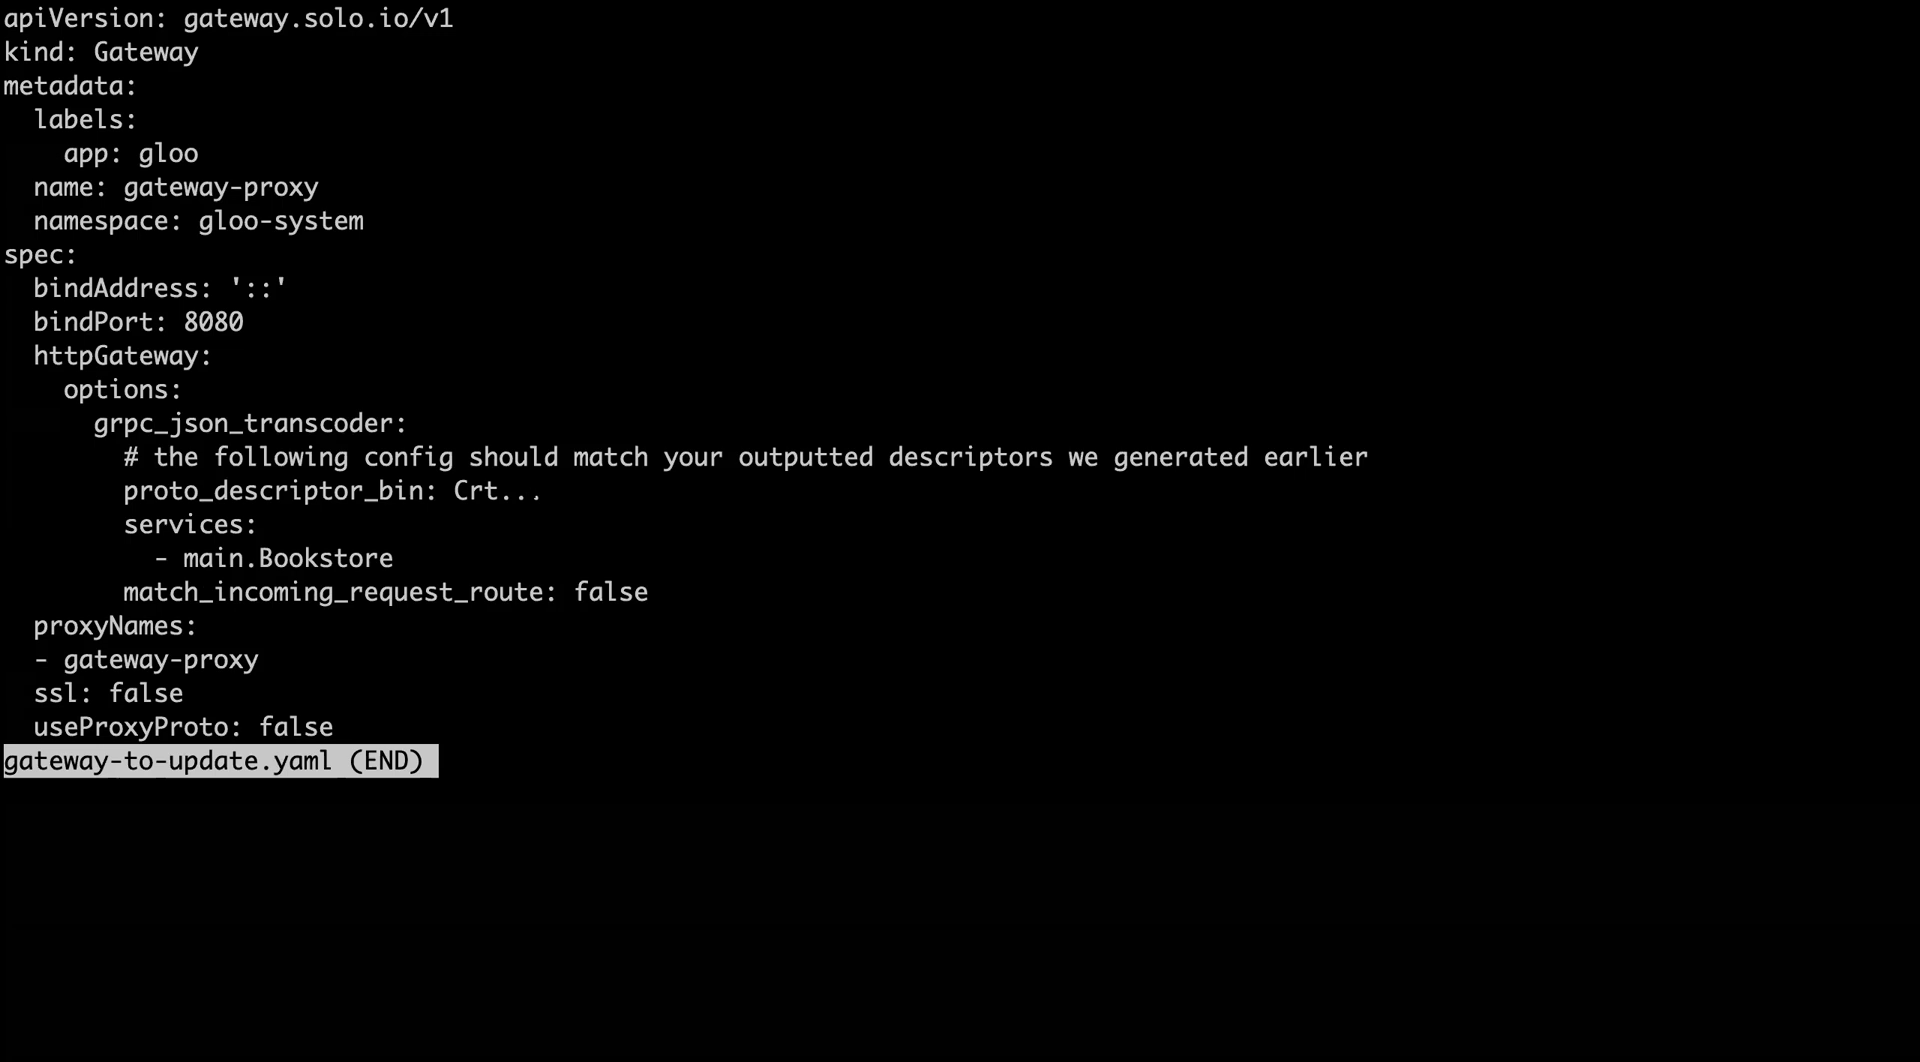 apiVersion: gateway.solo.io/v1
kind: Gateway
metadata:
  labels:
    app: gloo
  name: gateway-proxy
  namespace: gloo-system
spec:
  bindAddress: '::'
  bindPort: 8080
  httpGateway:
    options:
      grpc_json_transcoder:
        # the following config should match your outputted descriptors we generated earlier
        proto_descriptor_bin: Crt...
        services:
          - main.Bookstore
        match_incoming_request_route: false
  proxyNames:
  - gateway-proxy
  ssl: false
  useProxyProto: false
gateway-to-update.yaml (END)